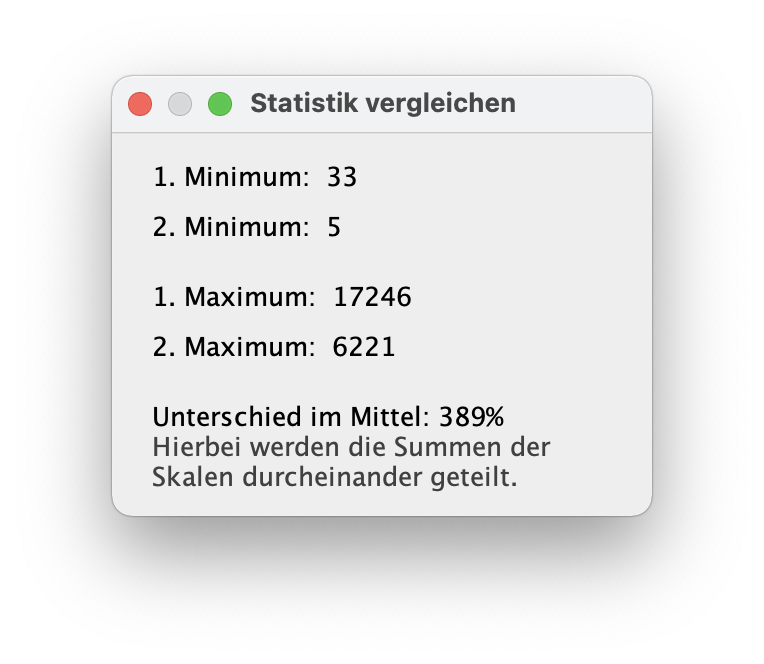 Statistik vergleichen
1. Minimum: 33
2. Minimum: 5
1. Maximum: 17246
2. Maximum: 6221
Unterschied im Mittel: 389%
Hierbei werden die Summen der
Skalen durcheinander geteilt.